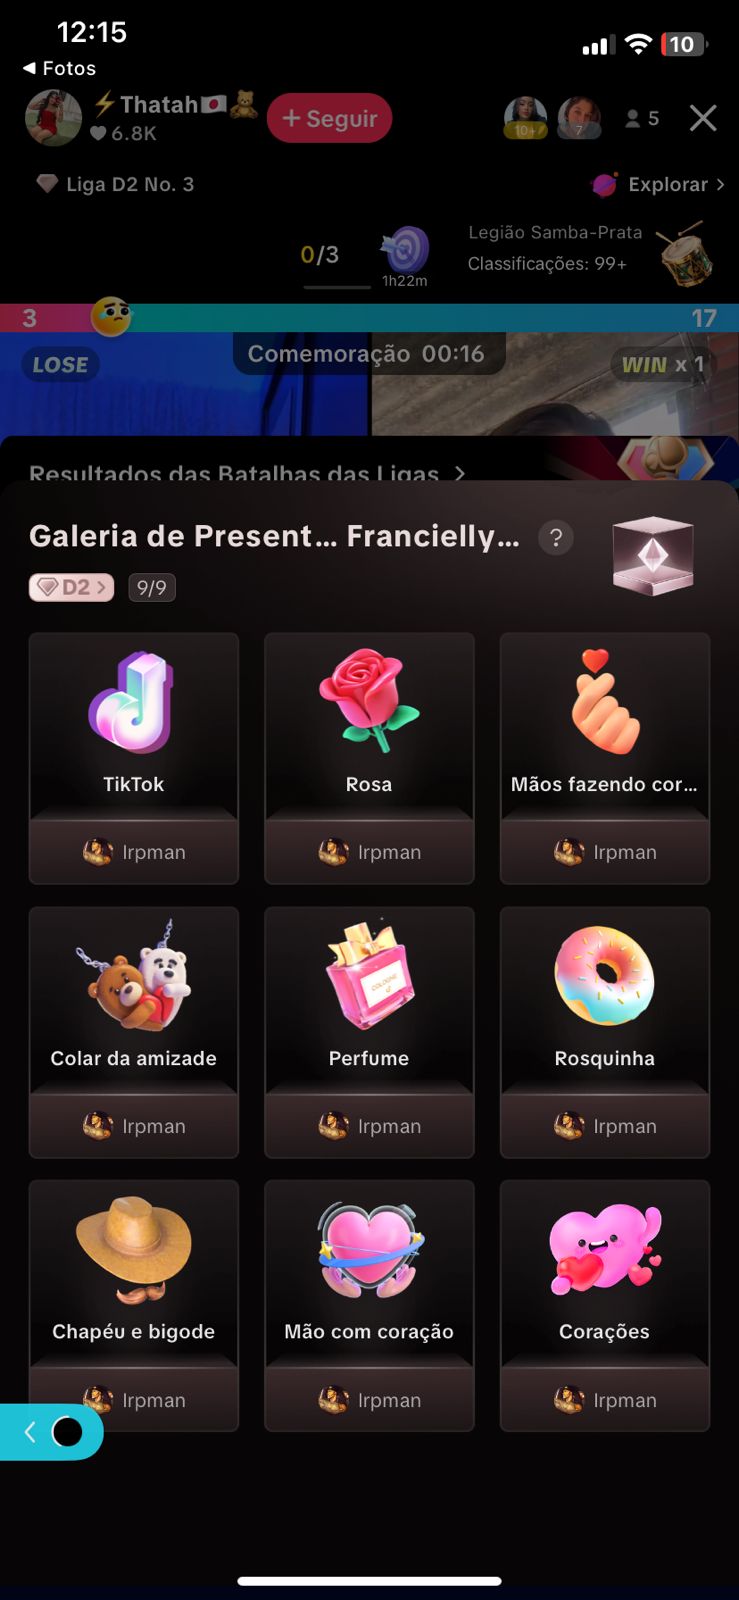 12:15
10
◀ Fotos
⚡Thatah🇯🇵🧸
6.8K
+ Seguir
10+
7
5
Liga D2 No. 3
Explorar >
0/3
1h22m
Legião Samba-Prata
Classificações: 99+
3
17
LOSE
Comemoração 00:16
WIN x 1
Resultados das Batalhas das Ligas >
Galeria de Present... Francielly...
?
D2 >
9/9
TikTok
Rosa
Mãos fazendo cor...
Irpman
Irpman
Irpman
COLOGNE
Colar da amizade
Perfume
Rosquinha
Irpman
Irpman
Irpman
Chapéu e bigode
Mão com coração
Corações
Irpman
Irpman
Irpman